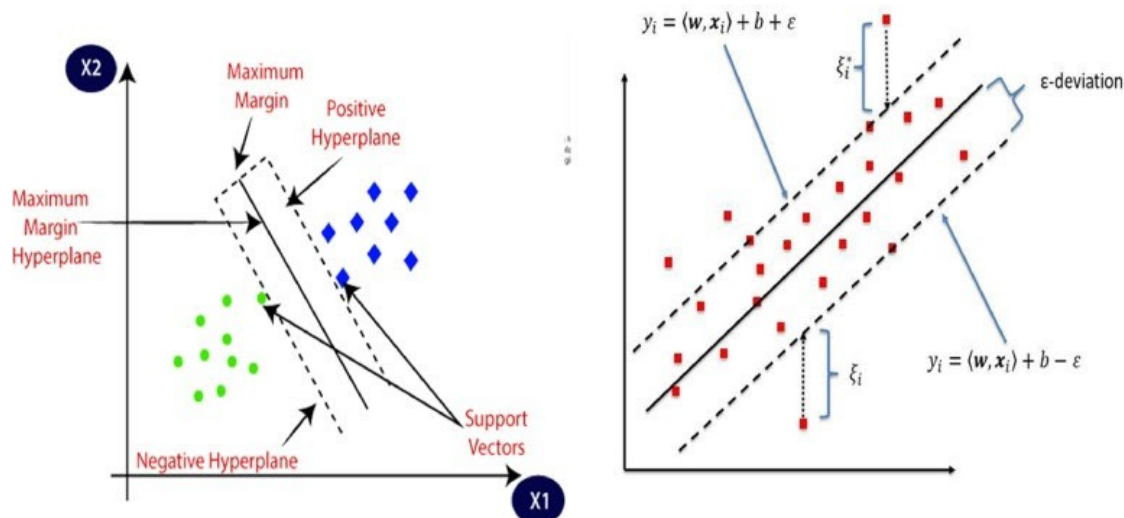 X2
Maximum
Margin
Positive
Hyperplane
Maximum
Margin
Hyperplane
Support
Vectors
Negative Hyperplane
X1
yᵢ = ⟨w, xᵢ⟩ + b + ε
ξᵢ*
ε-deviation
yᵢ = ⟨w, xᵢ⟩ + b − ε
ξᵢ